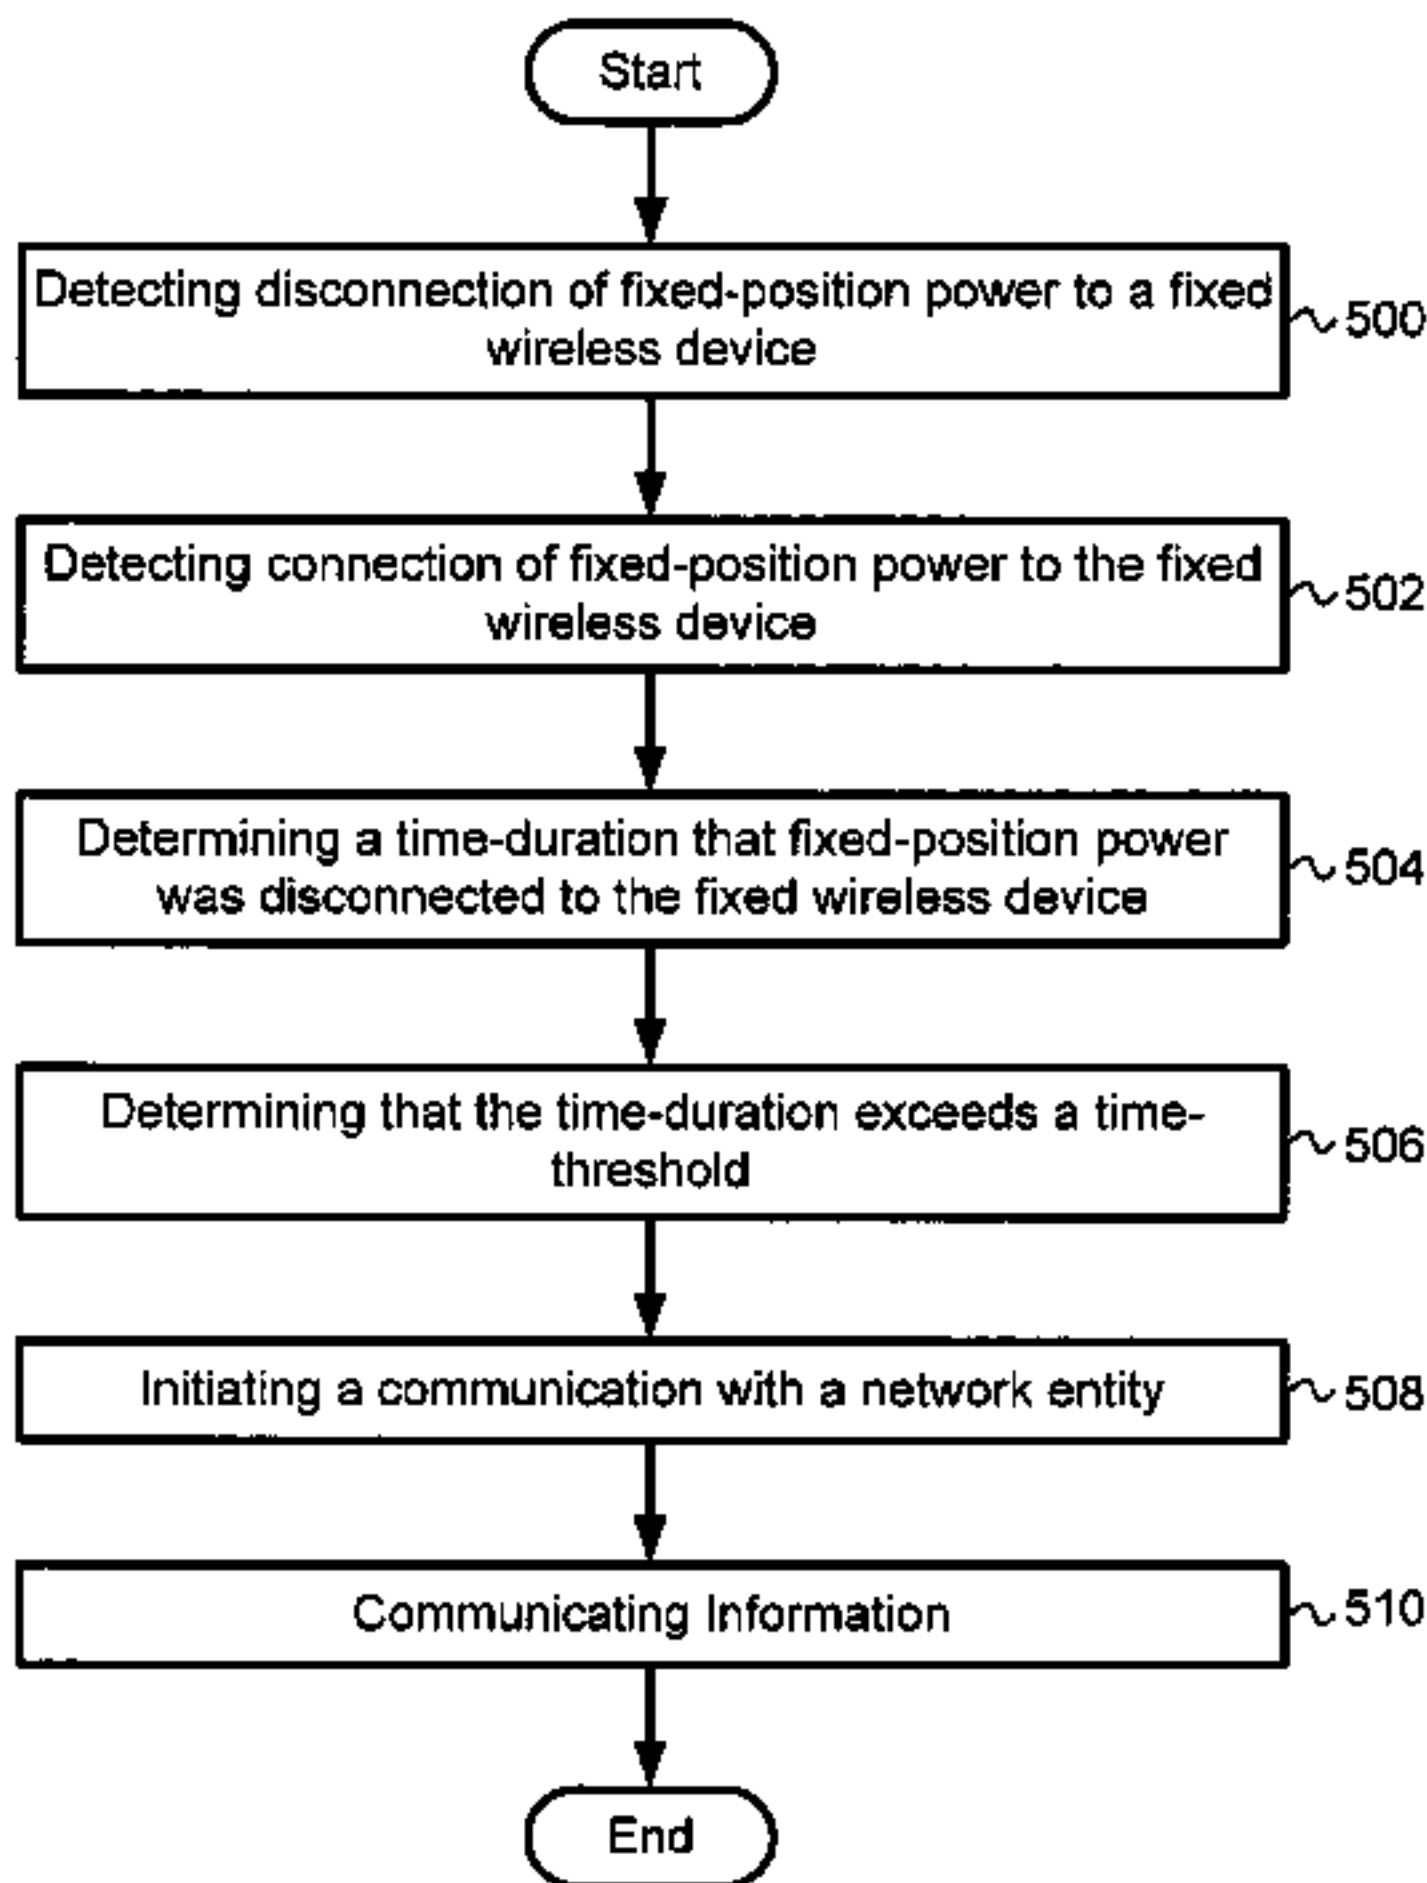 Start
Detecting disconnection of fixed-position power to a fixed
wireless device
500
Detecting connection of fixed-position power to the fixed
wireless device
502
Determining a time-duration that fixed-position power
was disconnected to the fixed wireless device
504
Determining that the time-duration exceeds a time-
threshold
506
Initiating a communication with a network entity
508
Communicating Information
510
End